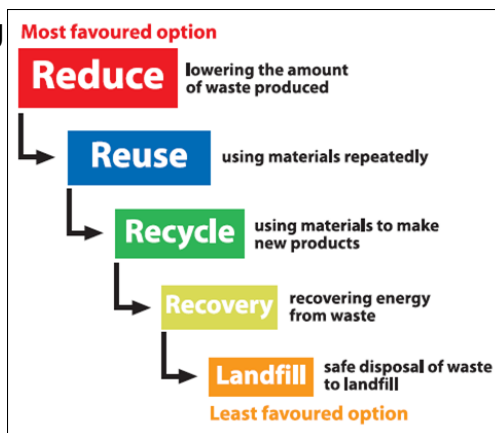 Most favoured option
Reduce
lowering the amount
of waste produced
Reuse
using materials repeatedly
Recycle
using materials to make
new products
Recovery
recovering energy
from waste
Landfill
safe disposal of waste
to landfill
Least favoured option